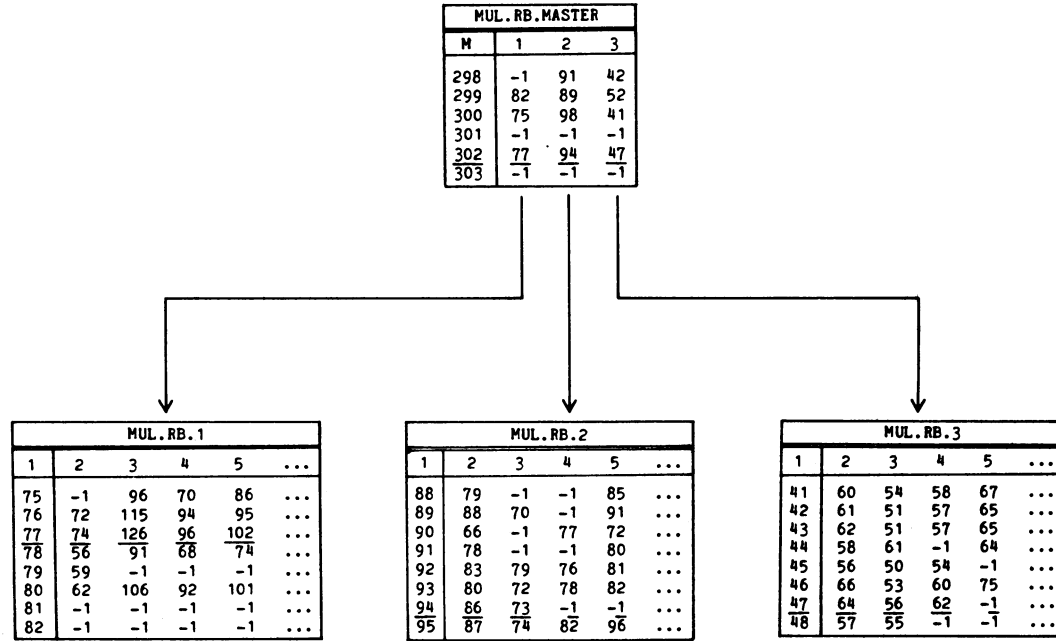 MUL.RB.MASTER
M 1 2 3
298 -1 91 42
299 82 89 52
300 75 98 41
301 -1 -1 -1
302 77 94 47
303 -1 -1 -1
MUL.RB.1
1 2 3 4 5 ...
75 -1 96 70 86 ...
76 72 115 94 95 ...
77 74 126 96 102 ...
78 56 91 68 74 ...
79 59 -1 -1 -1 ...
80 62 106 92 101 ...
81 -1 -1 -1 -1 ...
82 -1 -1 -1 -1 ...
MUL.RB.2
1 2 3 4 5 ...
88 79 -1 -1 85 ...
89 88 70 -1 91 ...
90 66 -1 77 72 ...
91 78 -1 -1 80 ...
92 83 79 76 81 ...
93 80 72 78 82 ...
94 86 73 -1 -1 ...
95 87 74 82 96 ...
MUL.RB.3
1 2 3 4 5 ...
41 60 54 58 67 ...
42 61 51 57 65 ...
43 62 51 57 65 ...
44 58 61 -1 64 ...
45 56 50 54 -1 ...
46 66 53 60 75 ...
47 64 56 62 -1 ...
48 57 55 -1 -1 ...